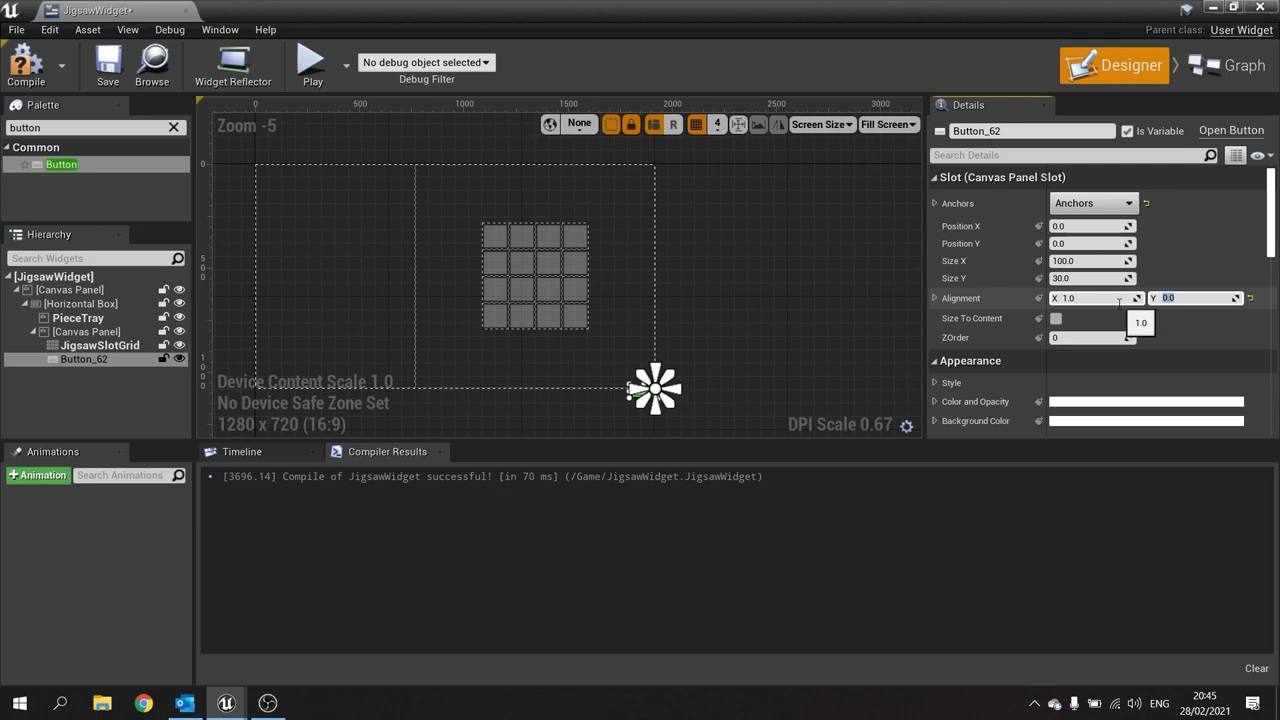 JigsawWidget*
File Edit Asset View Debug Window Help
Parent class: User Widget
Compile
Save
Browse
Widget Reflector
Play
No debug object selected
Debug Filter
Designer
Graph
Palette
button
Common
Button
Hierarchy
Search Widgets
[JigsawWidget]
[Canvas Panel]
[Horizontal Box]
PieceTray
[Canvas Panel]
JigsawSlotGrid
Button_62
0 500 1000 1500 2000 2500 3000
Zoom -5
None
R
4
Screen Size
Fill Screen
0
500
1000
Device Content Scale 1.0
No Device Safe Zone Set
1280 x 720 (16:9)
DPI Scale 0.67
Details
Button_62
Is Variable
Open Button
Search Details
Slot (Canvas Panel Slot)
Anchors Anchors
Position X 0.0
Position Y 0.0
Size X 100.0
Size Y 30.0
Alignment X 1.0 Y 0.0
1.0
Size To Content
ZOrder 0
Appearance
Style
Color and Opacity
Background Color
Animations
+Animation
Search Animations
Timeline
Compiler Results
[3696.14] Compile of JigsawWidget successful! [in 70 ms] (/Game/JigsawWidget.JigsawWidget)
Clear
ENG
20:45
28/02/2021